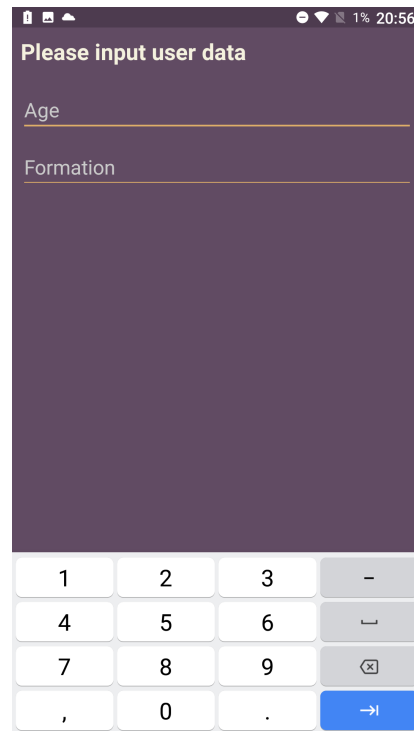 1% 20:56
Please input user data
Age
Formation
1 2 3 -
4 5 6
7 8 9
, 0 .